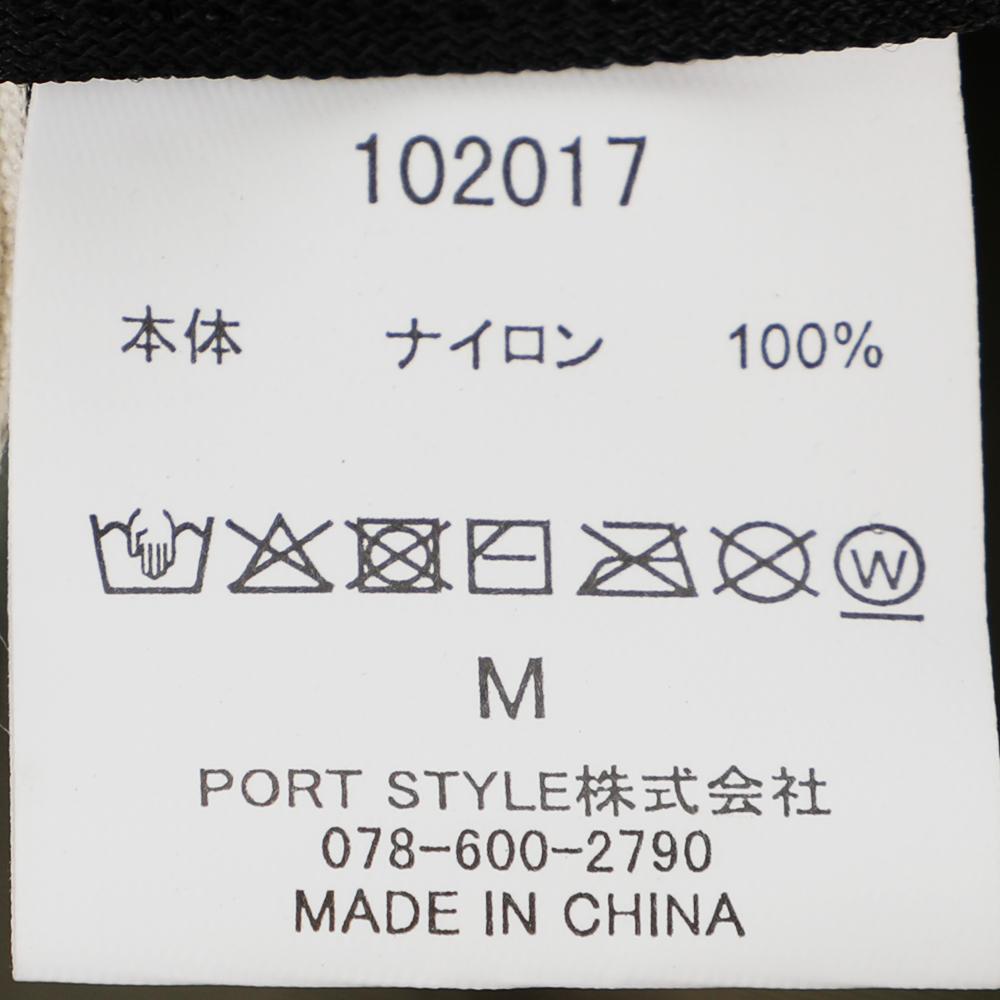 102017
本体 ナイロン 100%
W
M
PORT STYLE株式会社
078-600-2790
MADE IN CHINA